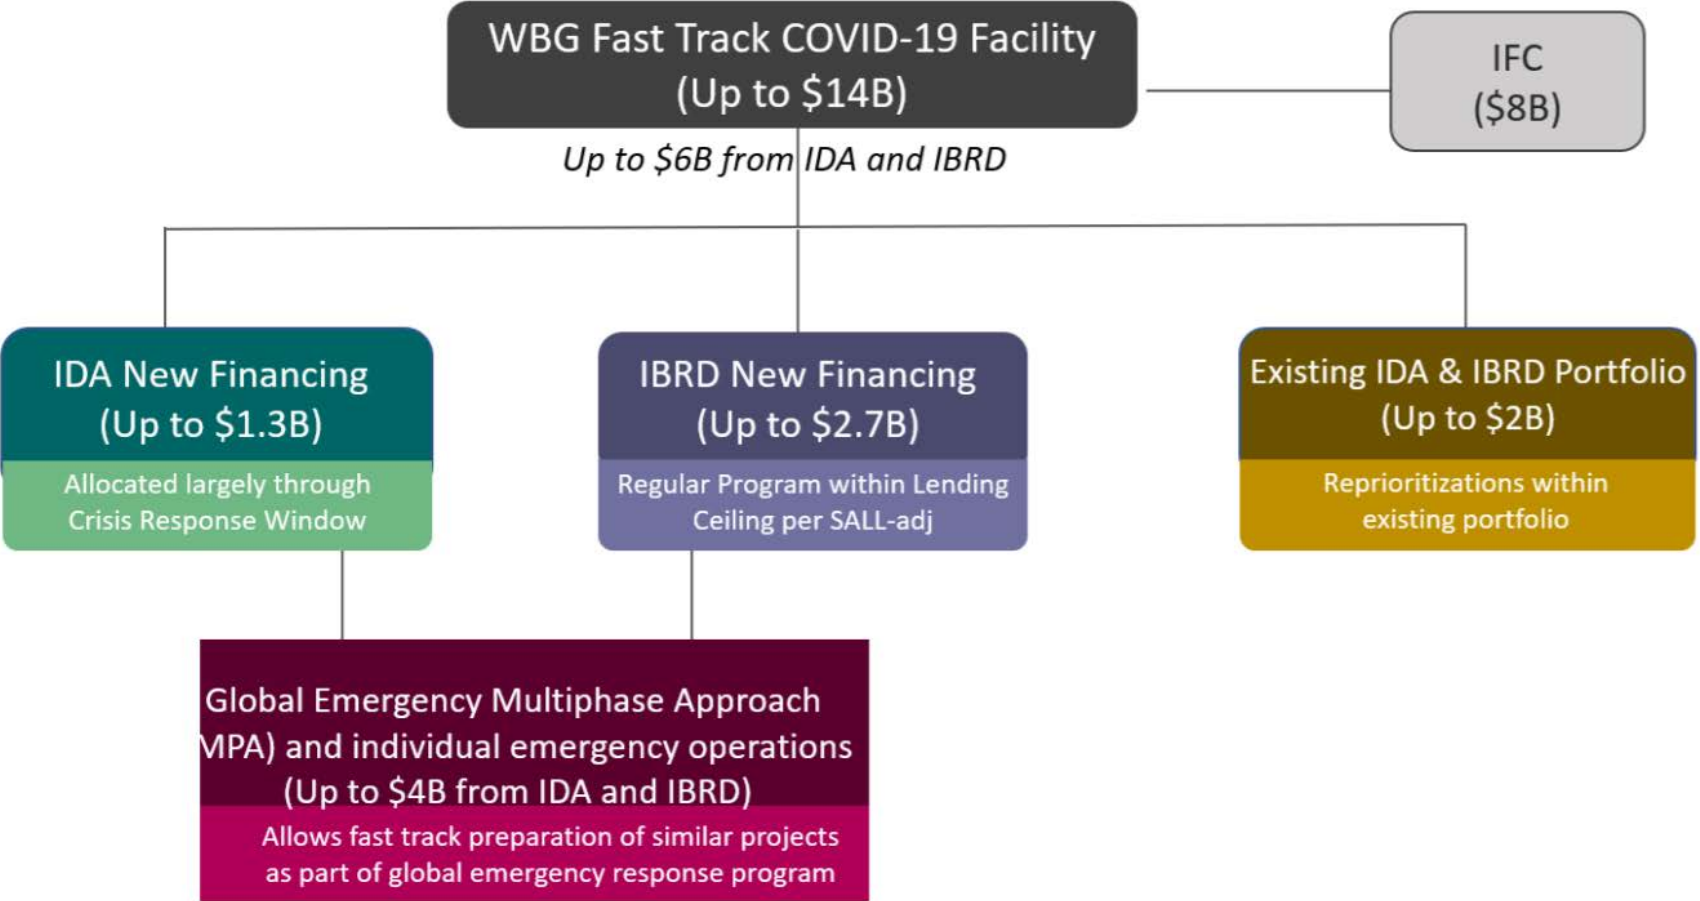 WBG Fast Track COVID-19 Facility
(Up to $14B)
IFC
($8B)
Up to $6B from IDA and IBRD
IDA New Financing
(Up to $1.3B)
Allocated largely through
Crisis Response Window
IBRD New Financing
(Up to $2.7B)
Regular Program within Lending
Ceiling per SALL-adj
Existing IDA & IBRD Portfolio
(Up to $2B)
Reprioritizations within
existing portfolio
Global Emergency Multiphase Approach
MPA) and individual emergency operations
(Up to $4B from IDA and IBRD)
Allows fast track preparation of similar projects
as part of global emergency response program